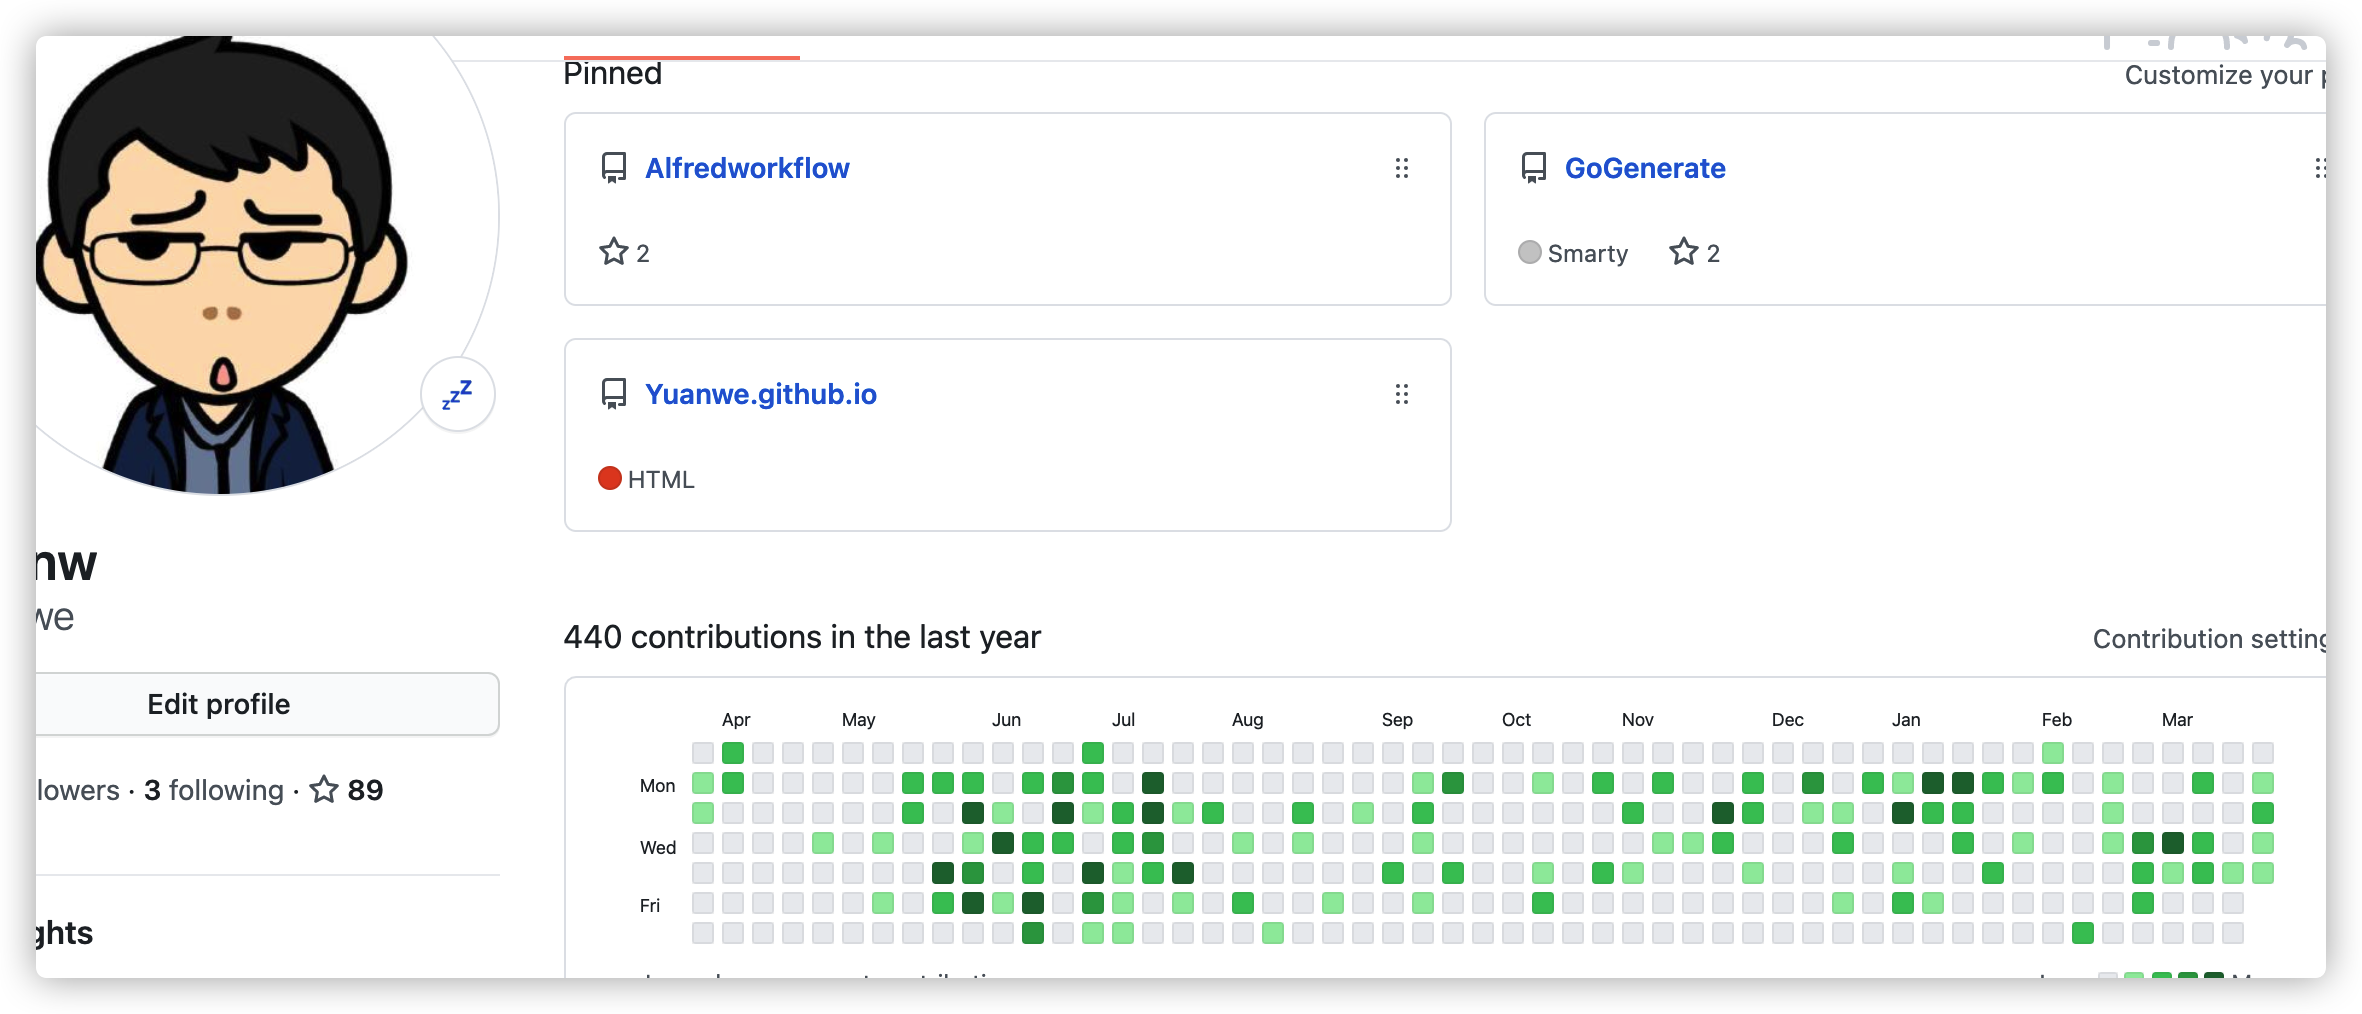 Pinned
Customize your
Alfredworkflow
2
GoGenerate
Smarty 2
Yuanwe.github.io
HTML
zzz
nw
we
Edit profile
lowers · 3 following · 89
ghts
440 contributions in the last year
Contribution setting
Apr May Jun Jul Aug Sep Oct Nov Dec Jan Feb Mar
Mon
Wed
Fri